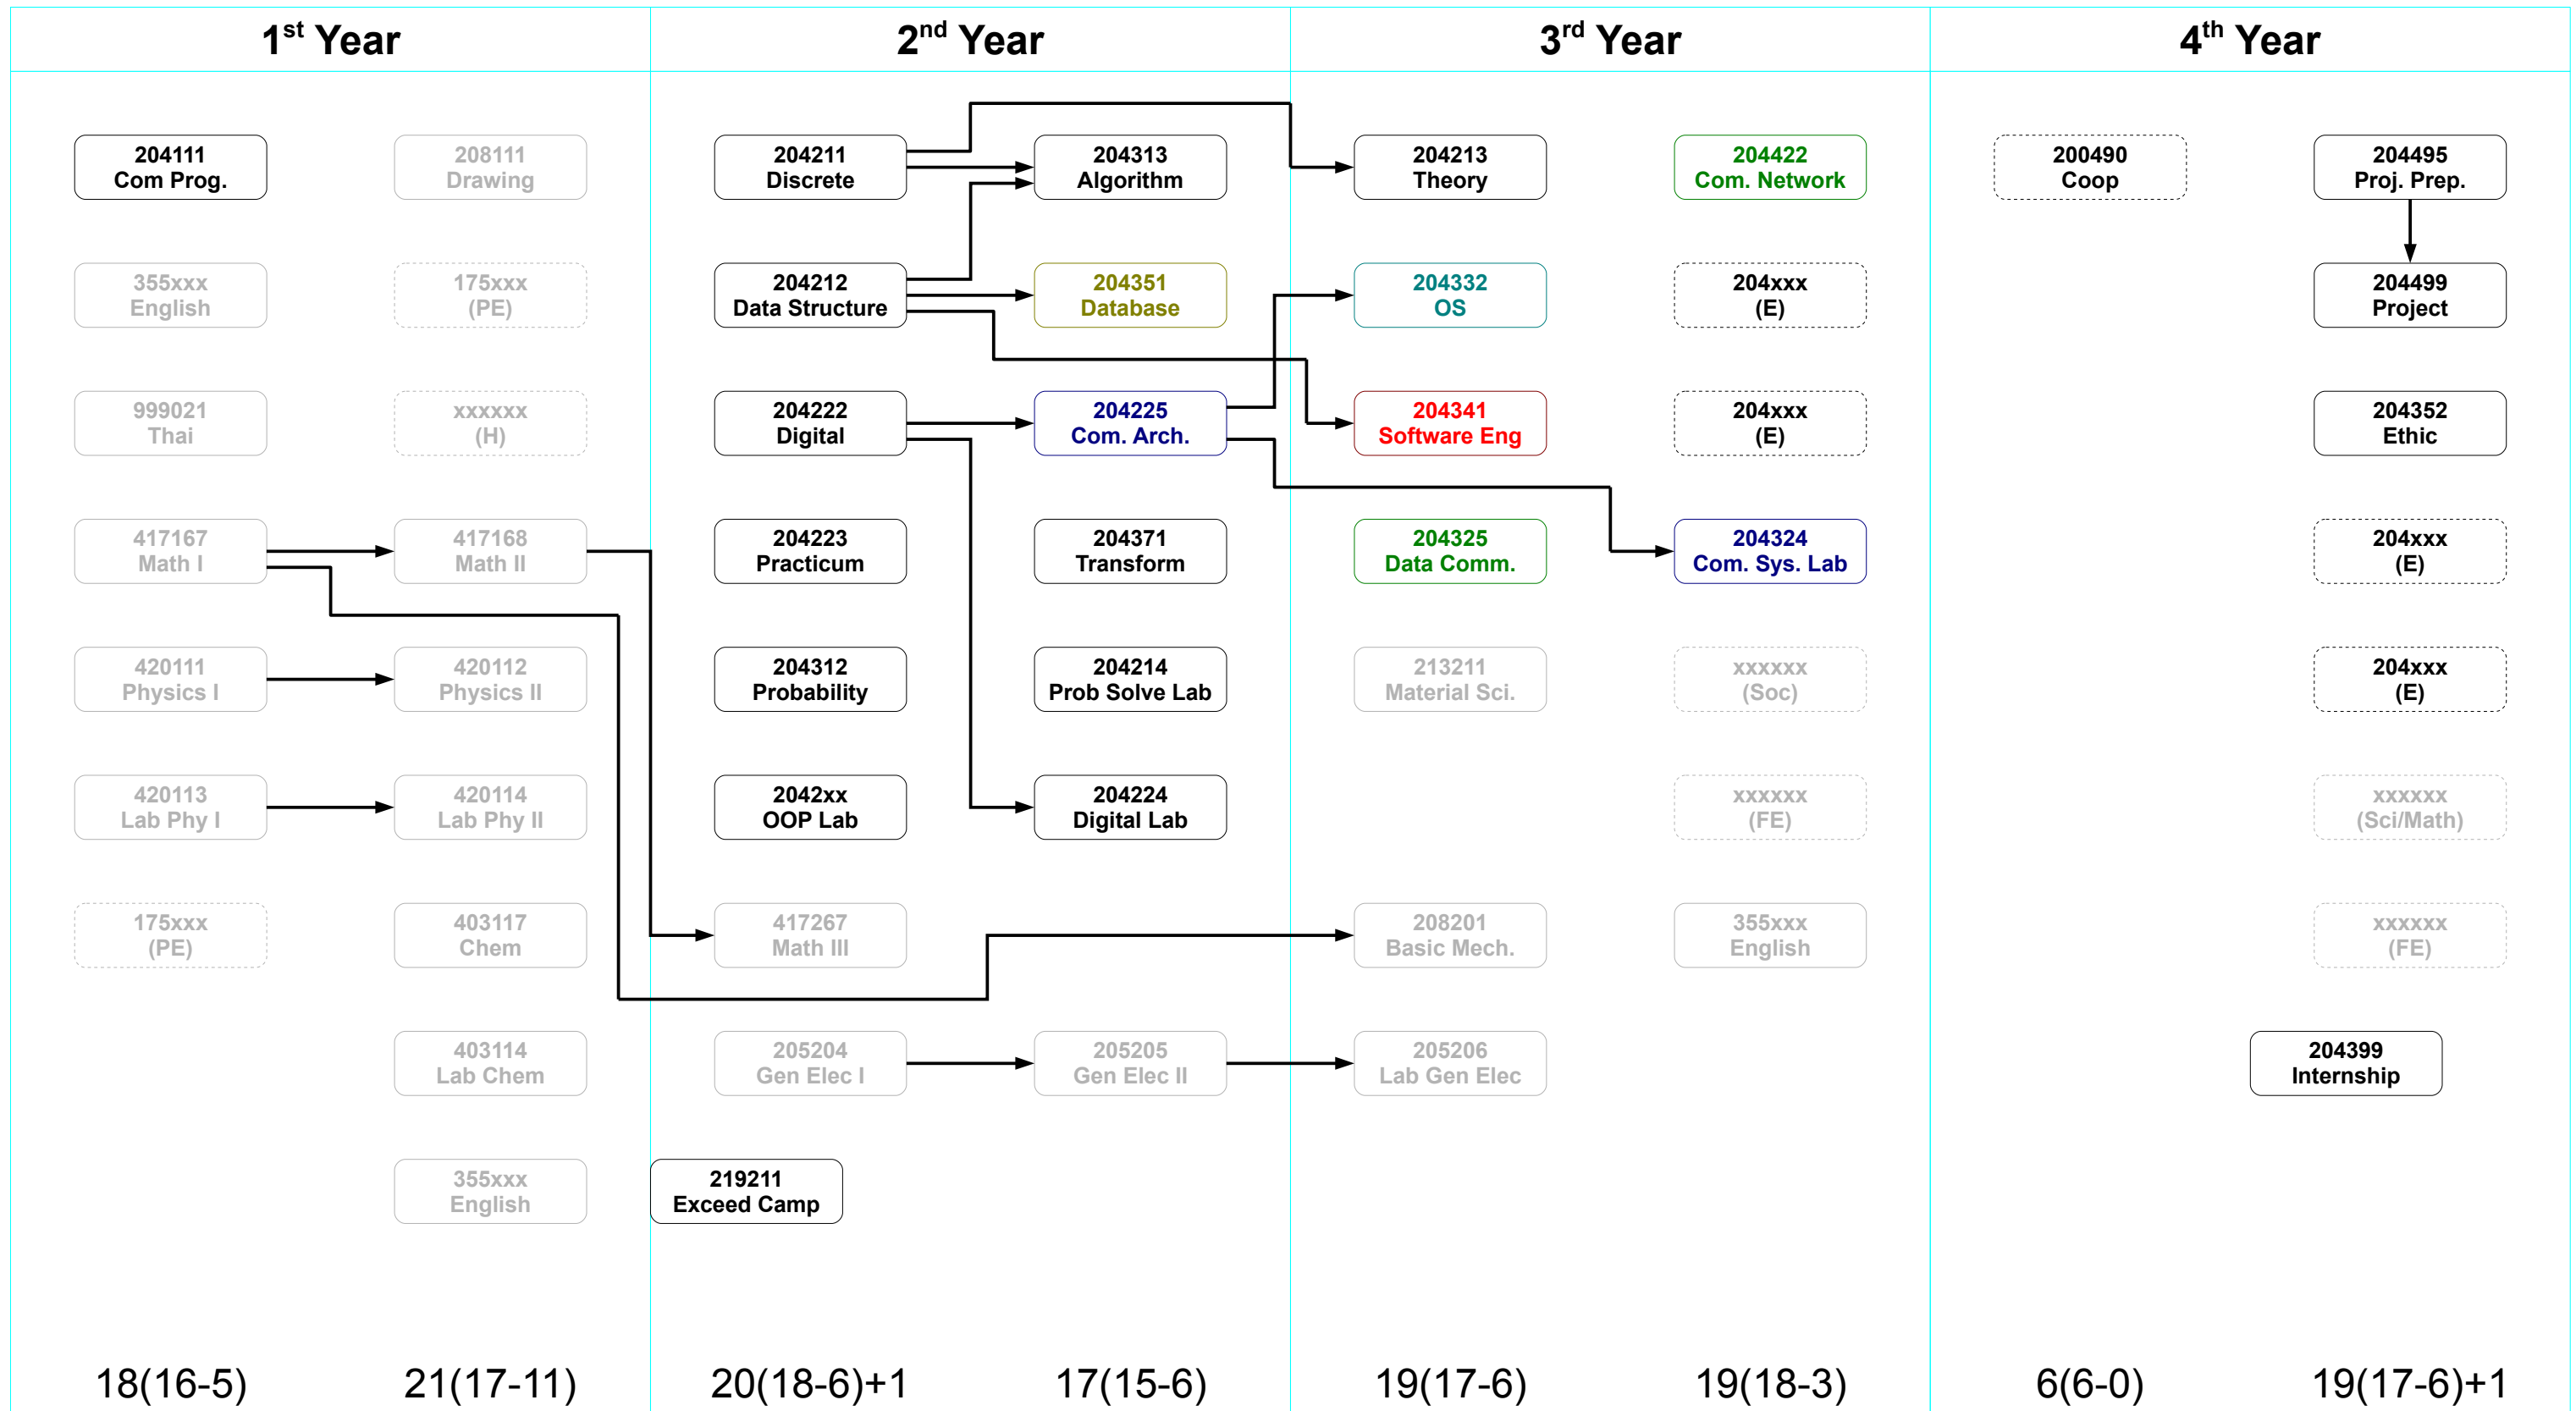 1st Year
2nd Year
3rd Year
4th Year
204111
Com Prog.
208111
Drawing
204211
Discrete
204313
Algorithm
204213
Theory
204422
Com. Network
200490
Coop
204495
Proj. Prep.
355xxx
English
175xxx
(PE)
204212
Data Structure
204351
Database
204332
OS
204xxx
(E)
204499
Project
999021
Thai
xxxxxx
(H)
204222
Digital
204225
Com. Arch.
204341
Software Eng
204xxx
(E)
204352
Ethic
417167
Math I
417168
Math II
204223
Practicum
204371
Transform
204325
Data Comm.
204324
Com. Sys. Lab
204xxx
(E)
420111
Physics I
420112
Physics II
204312
Probability
204214
Prob Solve Lab
213211
Material Sci.
xxxxxx
(Soc)
204xxx
(E)
420113
Lab Phy I
420114
Lab Phy II
2042xx
OOP Lab
204224
Digital Lab
xxxxxx
(FE)
xxxxxx
(Sci/Math)
175xxx
(PE)
403117
Chem
417267
Math III
208201
Basic Mech.
355xxx
English
xxxxxx
(FE)
403114
Lab Chem
205204
Gen Elec I
205205
Gen Elec II
205206
Lab Gen Elec
204399
Internship
355xxx
English
219211
Exceed Camp
18(16-5)
21(17-11)
20(18-6)+1
17(15-6)
19(17-6)
19(18-3)
6(6-0)
19(17-6)+1